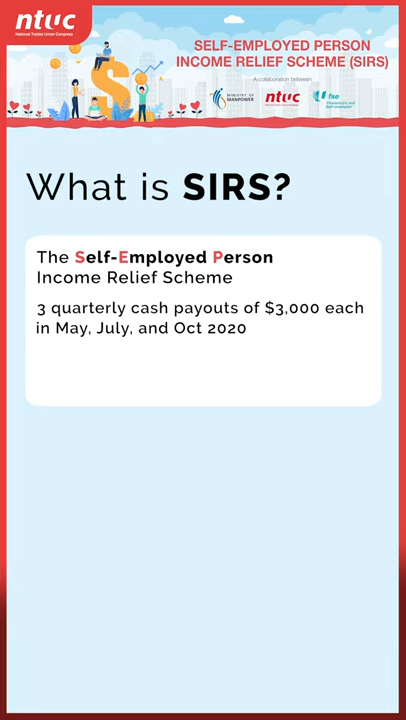 ntuc
National Trades Union Congress
SELF-EMPLOYED PERSON
INCOME RELIEF SCHEME (SIRS)
A collaboration between
MINISTRY OF
MANPOWER
ntuc
fse
What is SIRS?
The Self-Employed Person
Income Relief Scheme
3 quarterly cash payouts of $3,000 each
in May, July, and Oct 2020